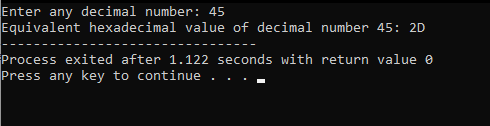 Enter any decimal number: 45
Equivalent hexadecimal value of decimal number 45: 2D
--------------------------------
Process exited after 1.122 seconds with return value 0
Press any key to continue . . .